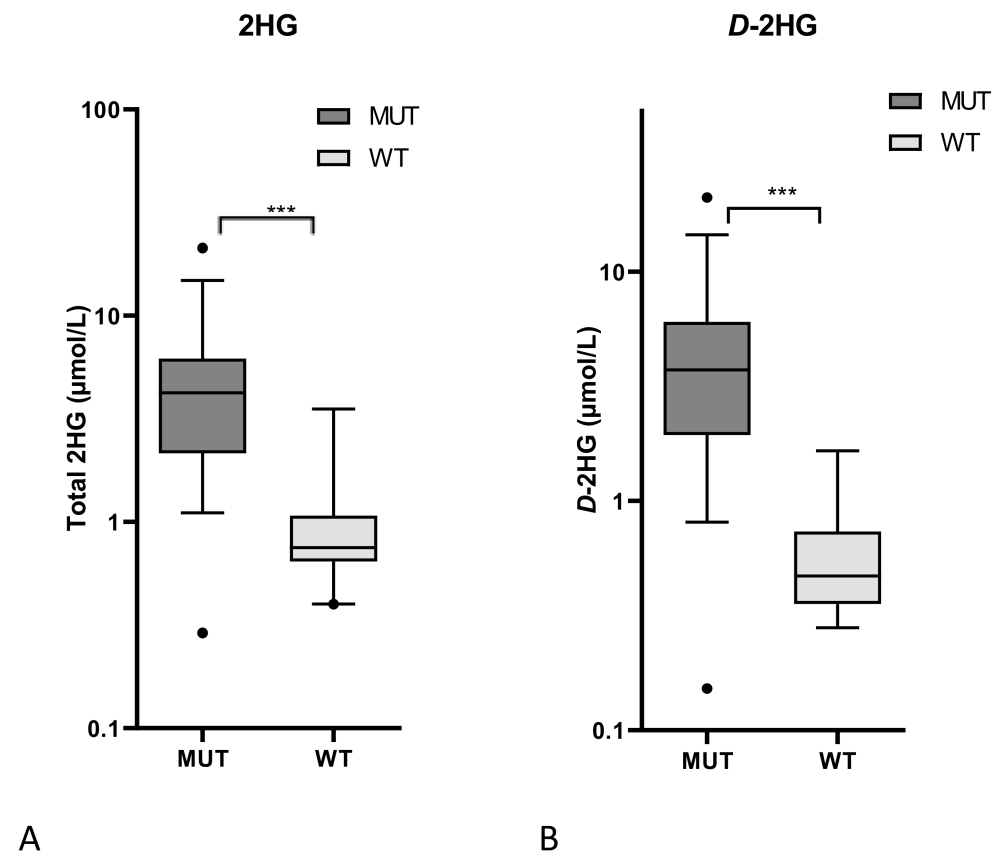 2HG
MUT
WT
***
100
10
1
0.1
Total 2HG (µmol/L)
MUT
WT
A
D-2HG
MUT
WT
***
10
1
0.1
D-2HG (µmol/L)
MUT
WT
B